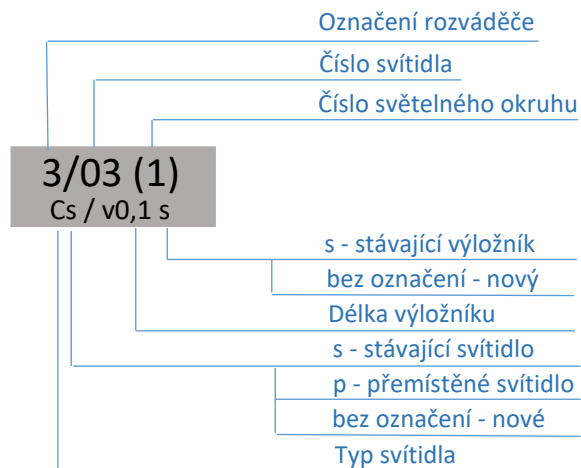 Označení rozváděče
Číslo svítidla
Číslo světelného okruhu
3/03 (1)
Cs / v0,1 s
s - stávající výložník
bez označení - nový
Délka výložníku
s - stávající svítidlo
p - přemístěné svítidlo
bez označení - nové
Typ svítidla